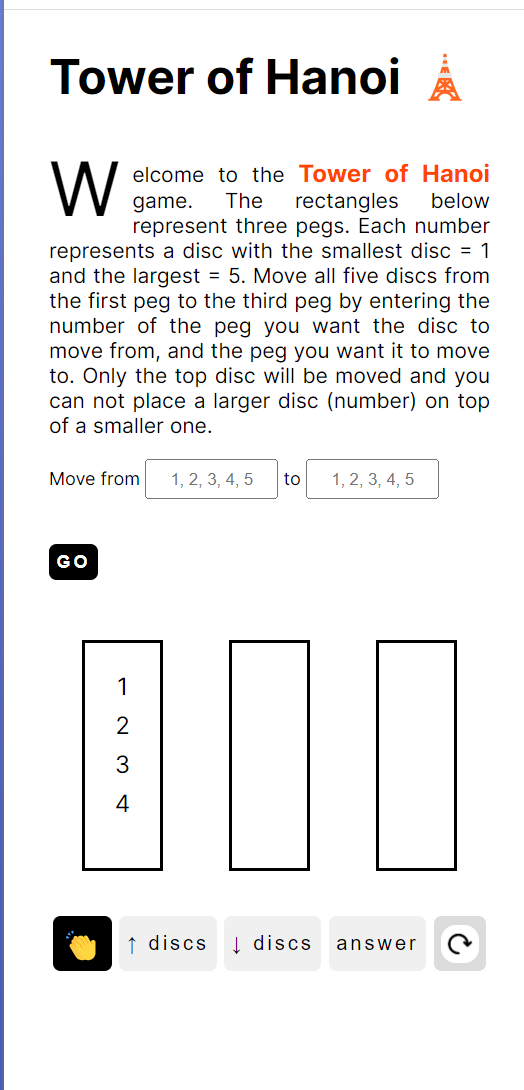 Tower of Hanoi
Welcome to the Tower of Hanoi
game. The rectangles below
represent three pegs. Each number
represents a disc with the smallest disc = 1
and the largest = 5. Move all five discs from
the first peg to the third peg by entering the
number of the peg you want the disc to
move from, and the peg you want it to move
to. Only the top disc will be moved and you
can not place a larger disc (number) on top
of a smaller one.
Move from 1, 2, 3, 4, 5 to 1, 2, 3, 4, 5
GO
1
2
3
4
↑ discs ↓ discs answer